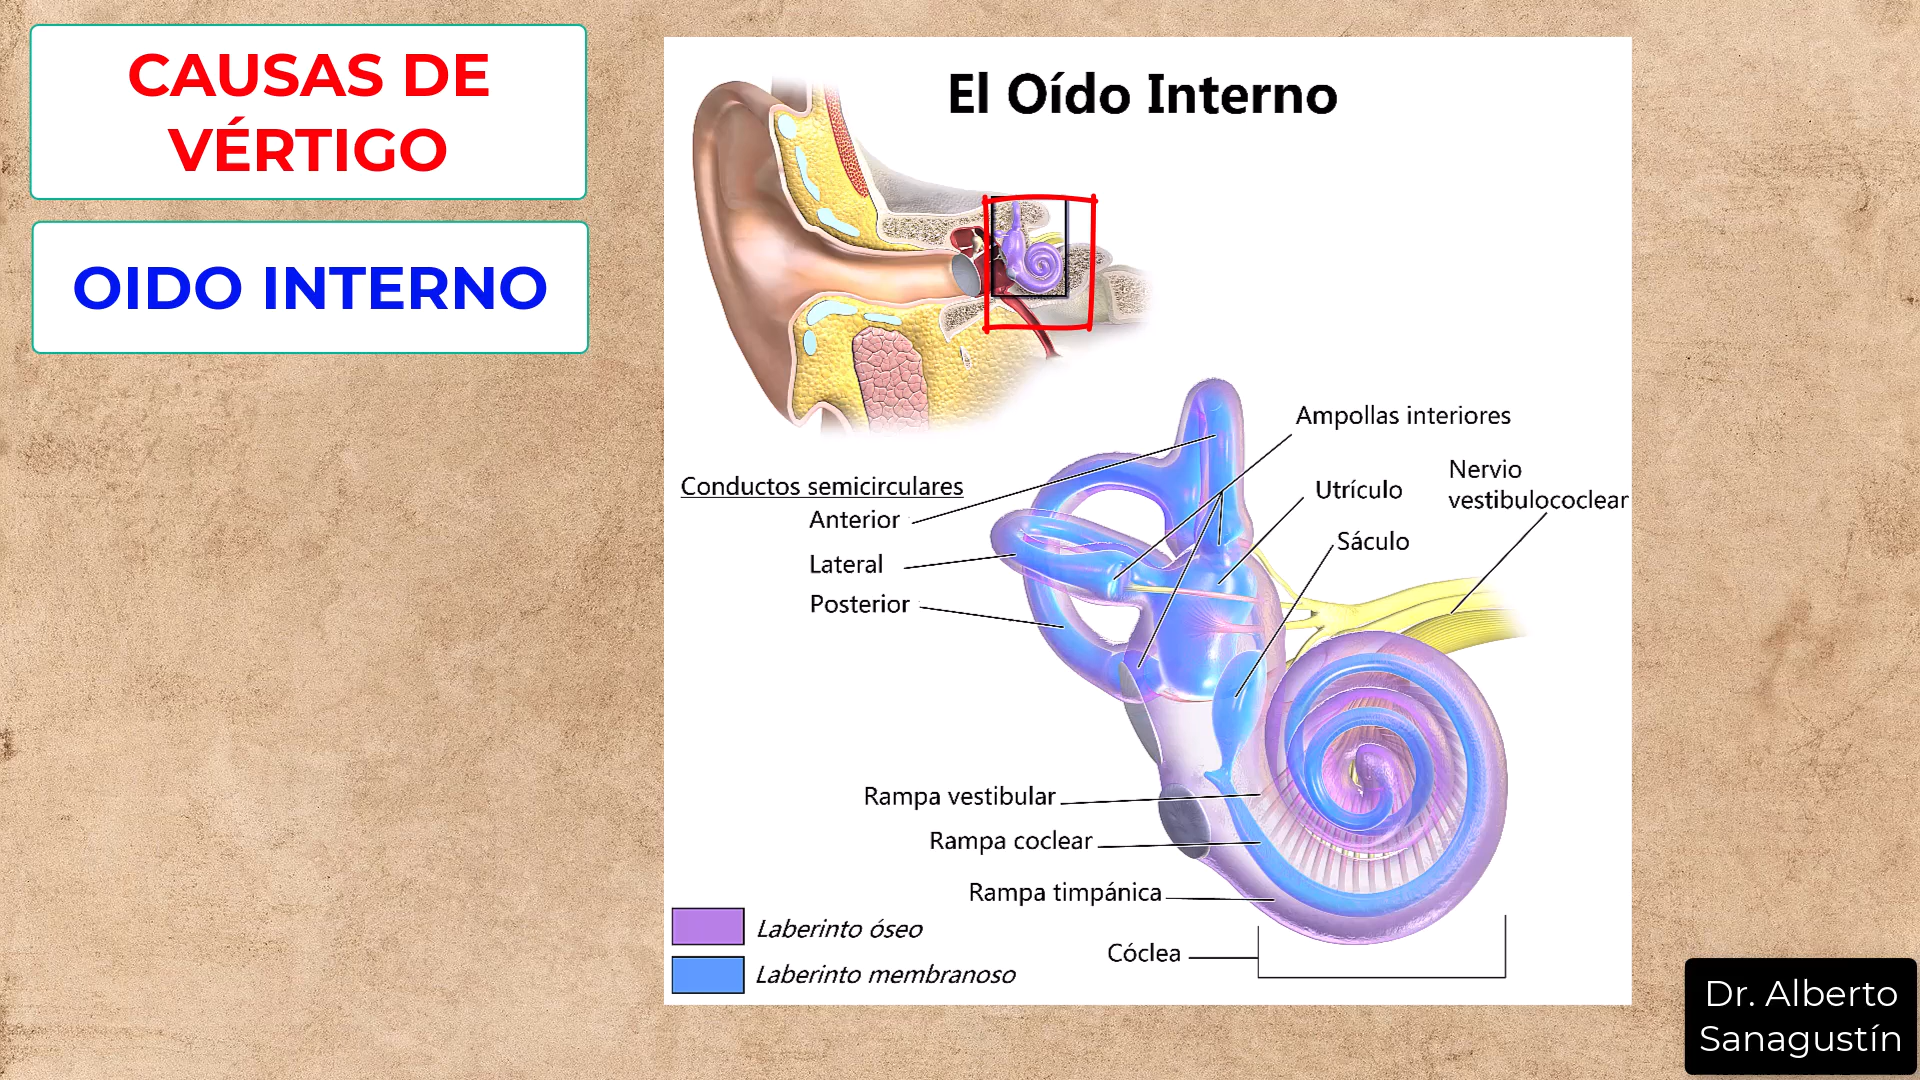 CAUSAS DE
VÉRTIGO
OIDO INTERNO
El Oído Interno
Ampollas interiores
Nervio
vestibulococlear
Conductos semicirculares
Utrículo
Anterior
Sáculo
Lateral
Posterior
Rampa vestibular
Rampa coclear
Rampa timpánica
Laberinto óseo
Cóclea
Laberinto membranoso
Dr. Alberto
Sanagustín